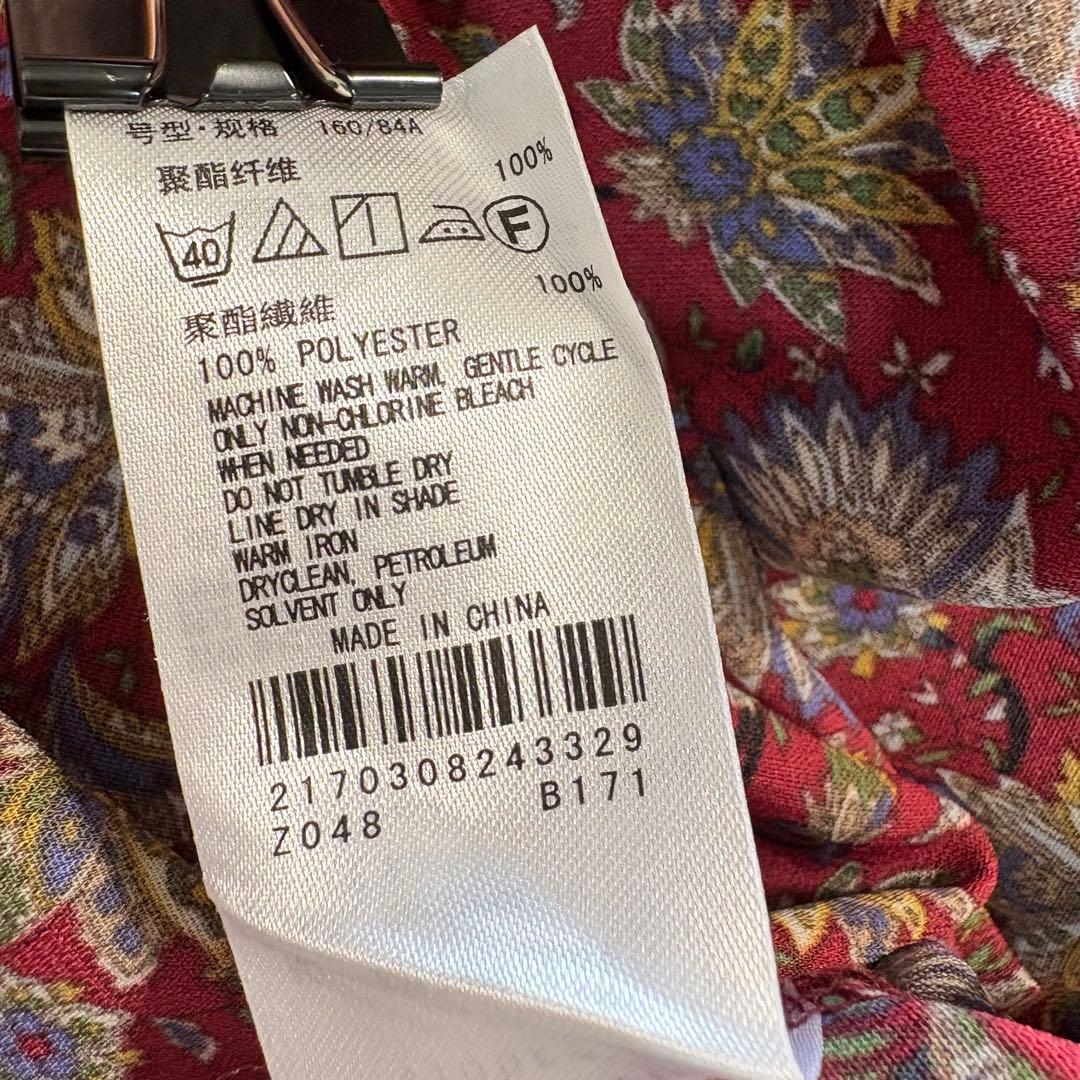 号型·规格 160/84A
聚酯纤维 100%
40 F
聚酯纖維 100%
100% POLYESTER
MACHINE WASH WARM, GENTLE CYCLE
ONLY NON-CHLORINE BLEACH
WHEN NEEDED
DO NOT TUMBLE DRY
LINE DRY IN SHADE
WARM IRON
DRYCLEAN, PETROLEUM
SOLVENT ONLY
MADE IN CHINA
2170308243329
Z048 B171